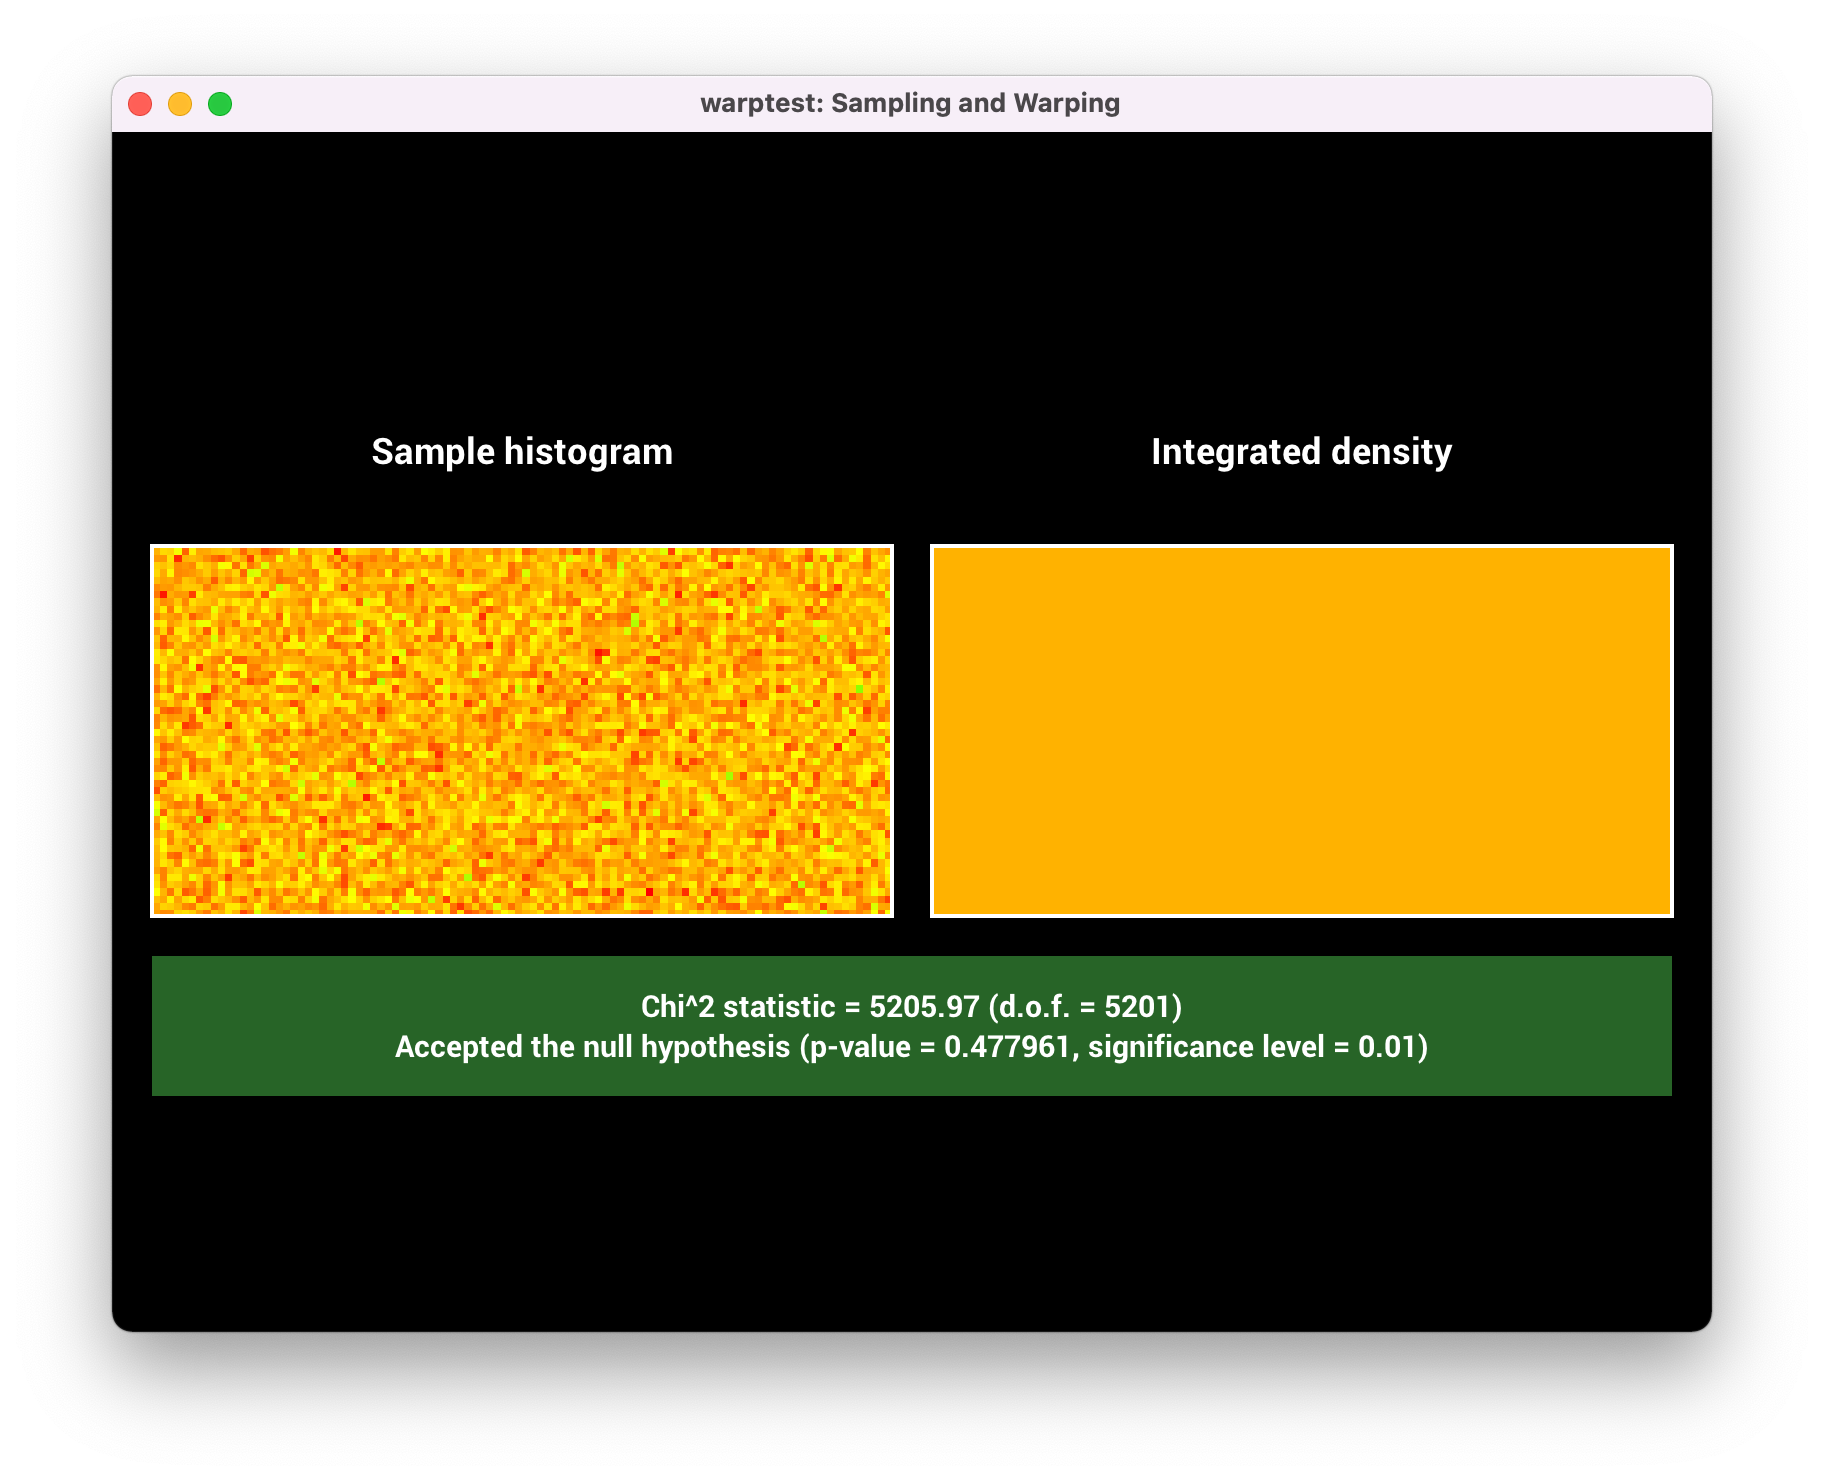 warptest: Sampling and Warping
Sample histogram
Integrated density
Chi^2 statistic = 5205.97 (d.o.f. = 5201)
Accepted the null hypothesis (p-value = 0.477961, significance level = 0.01)